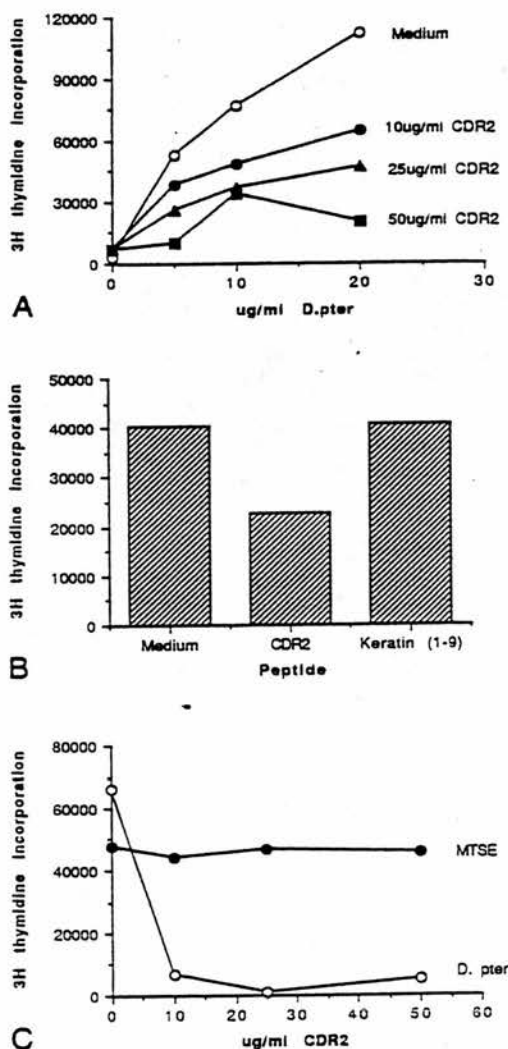 120000
90000
60000
30000
0
3H thymidine incorporation
Medium
10ug/ml CDR2
25ug/ml CDR2
50ug/ml CDR2
0 10 20 30
ug/ml D.pter
A
50000
40000
30000
20000
10000
0
3H thymidine incorporation
Medium CDR2 Keratin (1-9)
Peptide
B
80000
60000
40000
20000
0
3H thymidine incorporation
MTSE
D. pter
0 10 20 30 40 50 60
ug/ml CDR2
C